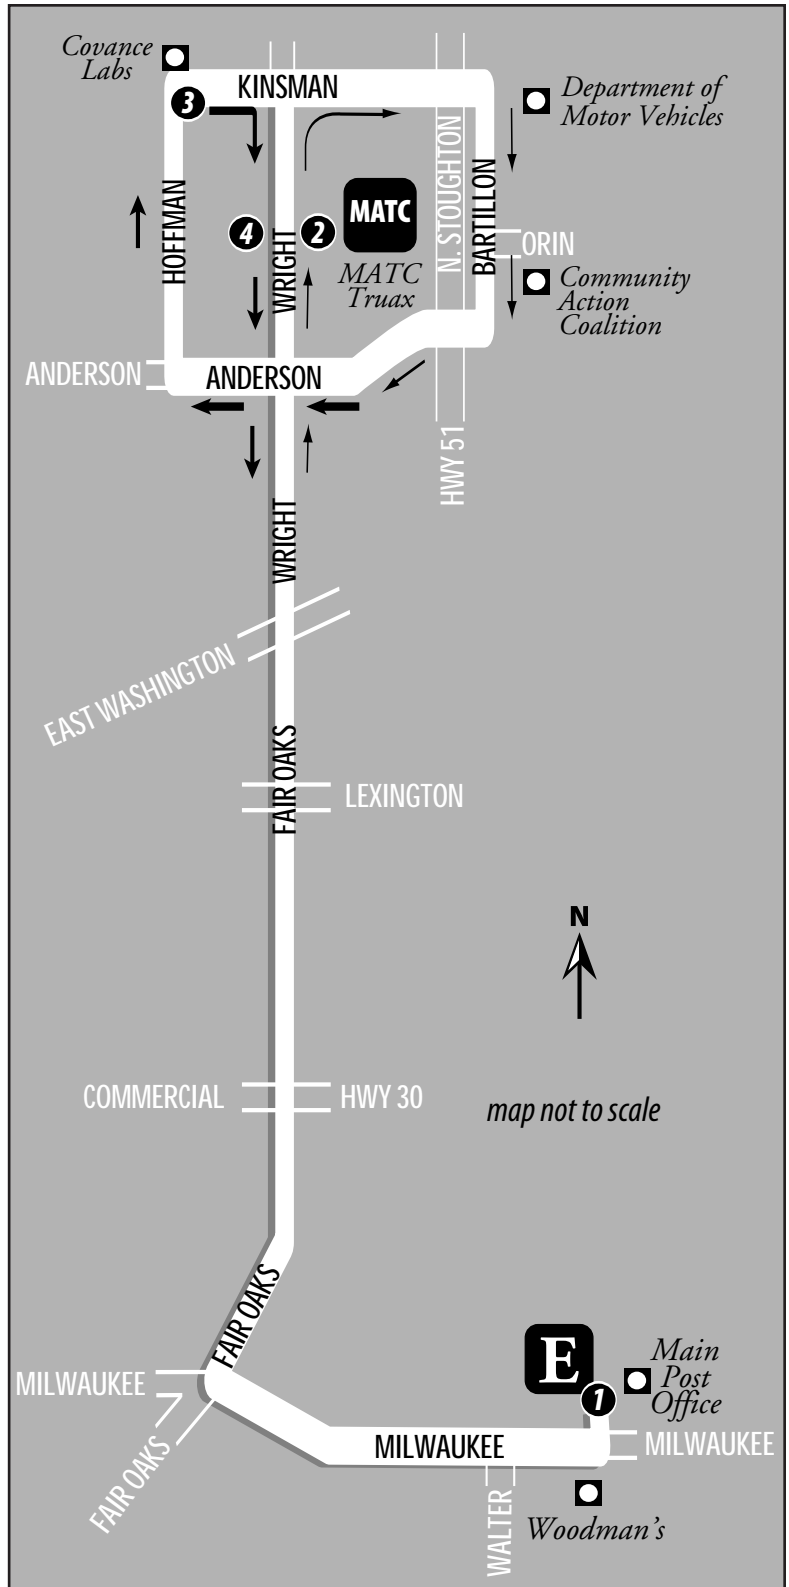 Covance
Labs
KINSMAN
Department of
Motor Vehicles
3
N. STOUGHTON
BARTILLON
HOFFMAN
MATC
4
WRIGHT
2
ORIN
MATC
Truax
Community
Action
Coalition
ANDERSON
ANDERSON
HWY 51
WRIGHT
EAST WASHINGTON
FAIR OAKS
LEXINGTON
N
COMMERCIAL
HWY 30
map not to scale
FAIR OAKS
E
Main
Post
Office
1
MILWAUKEE
MILWAUKEE
MILWAUKEE
FAIR OAKS
WALTER
Woodman's